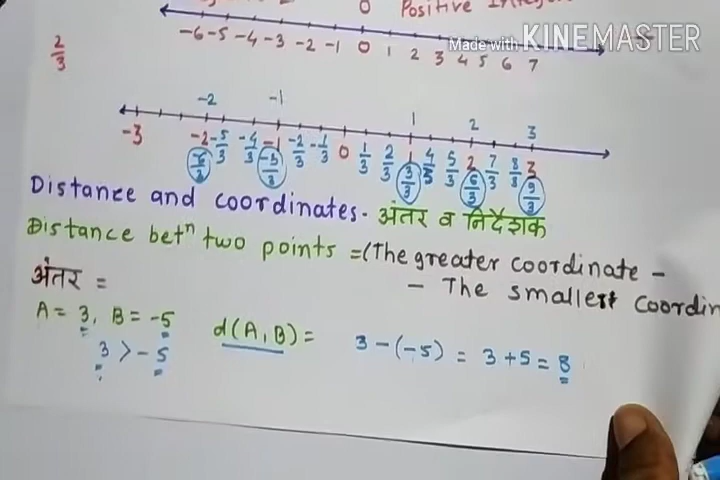 0 Positive
-6 -5 -4 -3 -2 -1 0 1 2 3 4 5 6 7
Made with KINEMASTER
2/3
-2 -1 1 2 3
-3 -2 -5/3 -4/3 -1 -2/3 -1/3 0 1/3 2/3 1 4/3 5/3 2 7/3 8/3 3
-6/3 -3/3 3/3 6/3 9/3
Distance and coordinates - अंतर व निर्देशक
Distance betⁿ two points = (The greater coordinate -
अंतर = - The smallest Coordin
A = 3, B = -5 d(A, B) = 3 - (-5) = 3 + 5 = 8
3 > -5